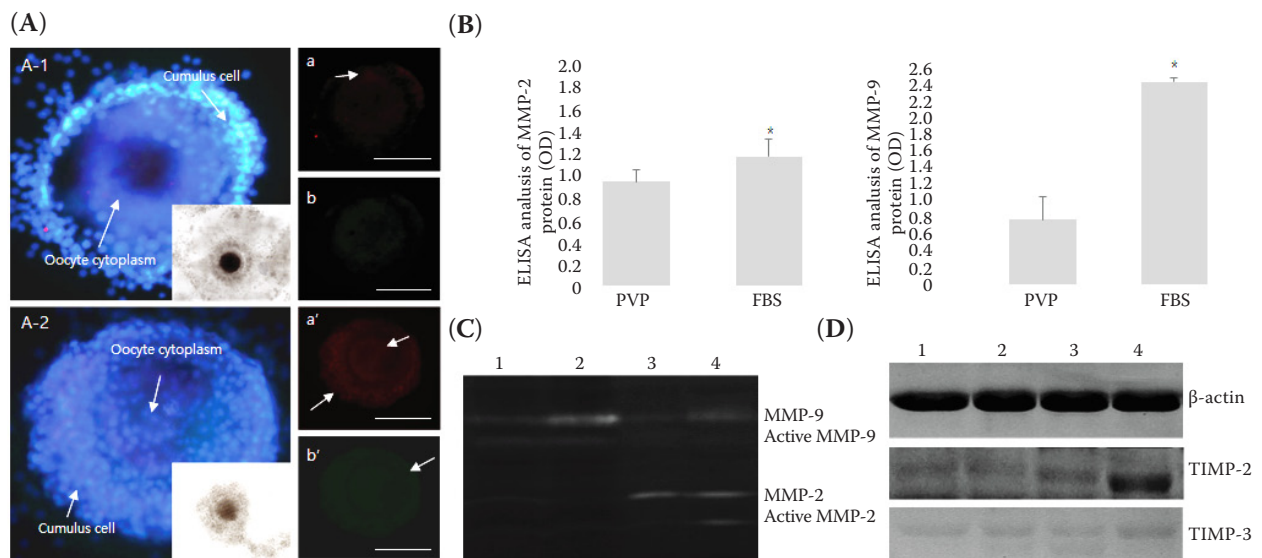 (A)
A-1
Cumulus cell
Oocyte cytoplasm
a
b
A-2
Oocyte cytoplasm
Cumulus cell
a′
b′
(B)
ELISA analusis of MMP-2
protein (OD)
2.0
1.8
1.6
1.4
1.2
1.0
0.8
0.6
0.4
0.2
0
*
PVP
FBS
ELISA analusis of MMP-9
protein (OD)
2.6
2.4
2.2
2.0
1.8
1.6
1.4
1.2
1.0
0.8
0.6
0.4
0.2
0
*
PVP
FBS
(C)
1 2 3 4
MMP-9
Active MMP-9
MMP-2
Active MMP-2
(D)
1 2 3 4
β-actin
TIMP-2
TIMP-3